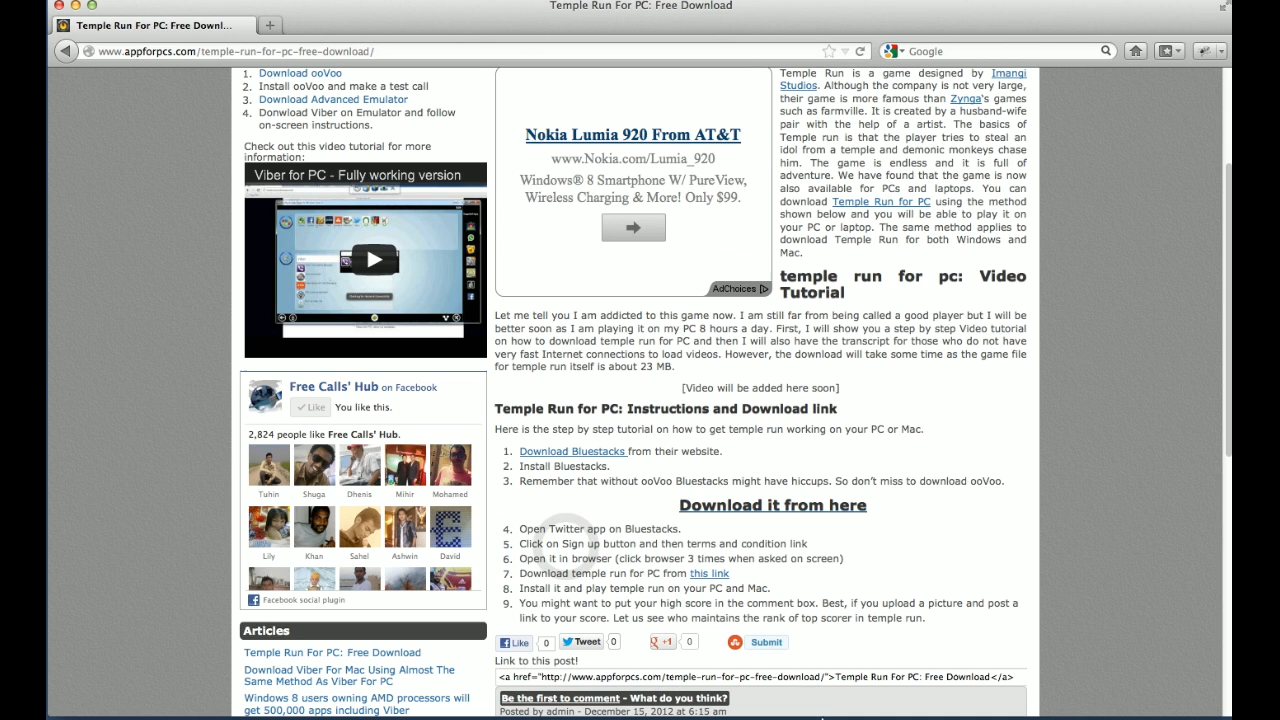 Temple Run For PC: Free Download
Temple Run For PC: Free Downl...
www.appforpcs.com/temple-run-for-pc-free-download/
Google
1. Download ooVoo
2. Install ooVoo and make a test call
3. Download Advanced Emulator
4. Donwload Viber on Emulator and follow
on-screen instructions.
Check out this video tutorial for more
information:
Viber for PC - Fully working version
Free Calls' Hub on Facebook
Like You like this.
2,824 people like Free Calls' Hub.
Tuhin Shuga Dhenis Mihir Mohamed
Lily Khan Sahel Ashwin David
Facebook social plugin
Articles
Temple Run For PC: Free Download
Download Viber For Mac Using Almost The
Same Method As Viber For PC
Windows 8 users owning AMD processors will
get 500,000 apps including Viber
Nokia Lumia 920 From AT&T
www.Nokia.com/Lumia_920
Windows® 8 Smartphone W/ PureView,
Wireless Charging & More! Only $99.
AdChoices
Temple Run is a game designed by Imangi
Studios. Although the company is not very large,
their game is more famous than Zynga's games
such as farmville. It is created by a husband-wife
pair with the help of a artist. The basics of
Temple run is that the player tries to steal an
idol from a temple and demonic monkeys chase
him. The game is endless and it is full of
adventure. We have found that the game is now
also available for PCs and laptops. You can
download Temple Run for PC using the method
shown below and you will be able to play it on
your PC or laptop. The same method applies to
download Temple Run for both Windows and
Mac.
temple run for pc: Video
Tutorial
Let me tell you I am addicted to this game now. I am still far from being called a good player but I will be
better soon as I am playing it on my PC 8 hours a day. First, I will show you a step by step Video tutorial
on how to download temple run for PC and then I will also have the transcript for those who do not have
very fast Internet connections to load videos. However, the download will take some time as the game file
for temple run itself is about 23 MB.
[Video will be added here soon]
Temple Run for PC: Instructions and Download link
Here is the step by step tutorial on how to get temple run working on your PC or Mac.
1. Download Bluestacks from their website.
2. Install Bluestacks.
3. Remember that without ooVoo Bluestacks might have hiccups. So don't miss to download ooVoo.
Download it from here
4. Open Twitter app on Bluestacks.
5. Click on Sign up button and then terms and condition link
6. Open it in browser (click browser 3 times when asked on screen)
7. Download temple run for PC from this link
8. Install it and play temple run on your PC and Mac.
9. You might want to put your high score in the comment box. Best, if you upload a picture and post a
link to your score. Let us see who maintains the rank of top scorer in temple run.
Like 0 Tweet 0 +1 0 Submit
Link to this post!
<a href="http://www.appforpcs.com/temple-run-for-pc-free-download/">Temple Run For PC: Free Download</a>
Be the first to comment - What do you think?
Posted by admin - December 15, 2012 at 6:15 am